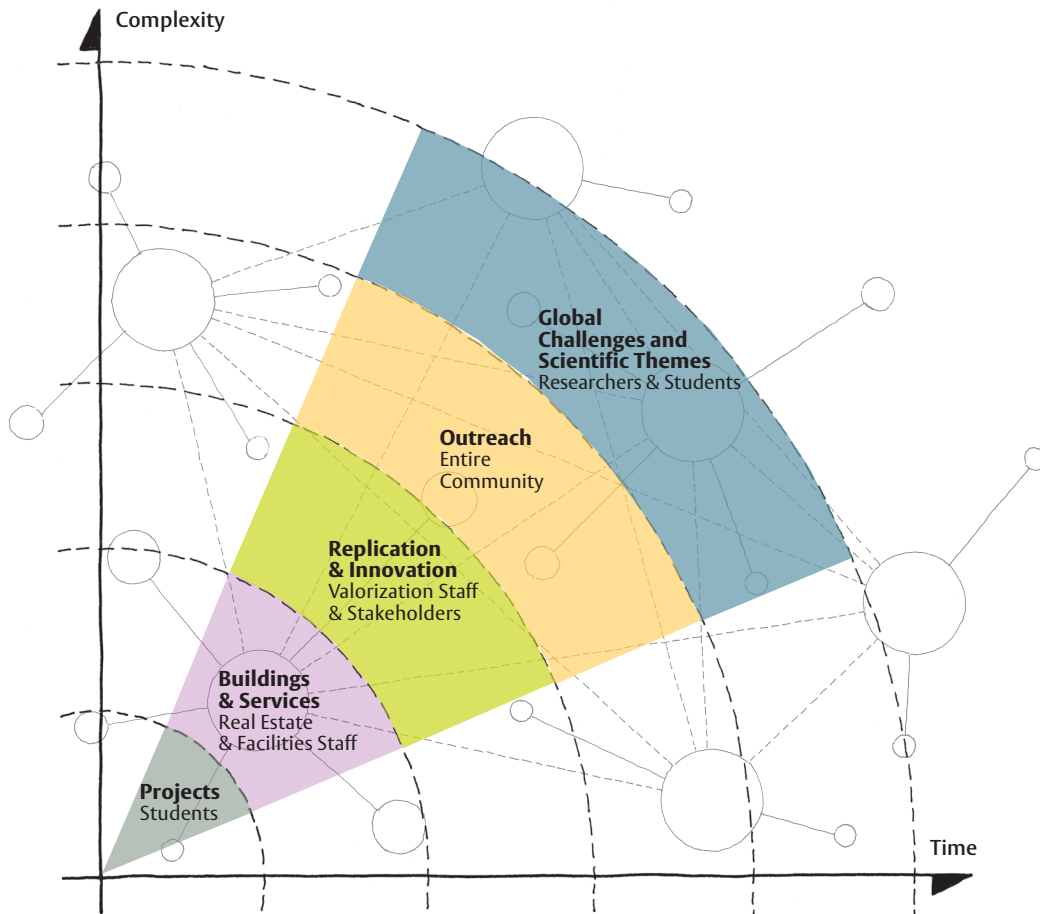 Complexity
Global
Challenges and
Scientific Themes
Researchers & Students
Outreach
Entire
Community
Replication
& Innovation
Valorization Staff
& Stakeholders
Buildings
& Services
Real Estate
& Facilities Staff
Projects
Students
Time